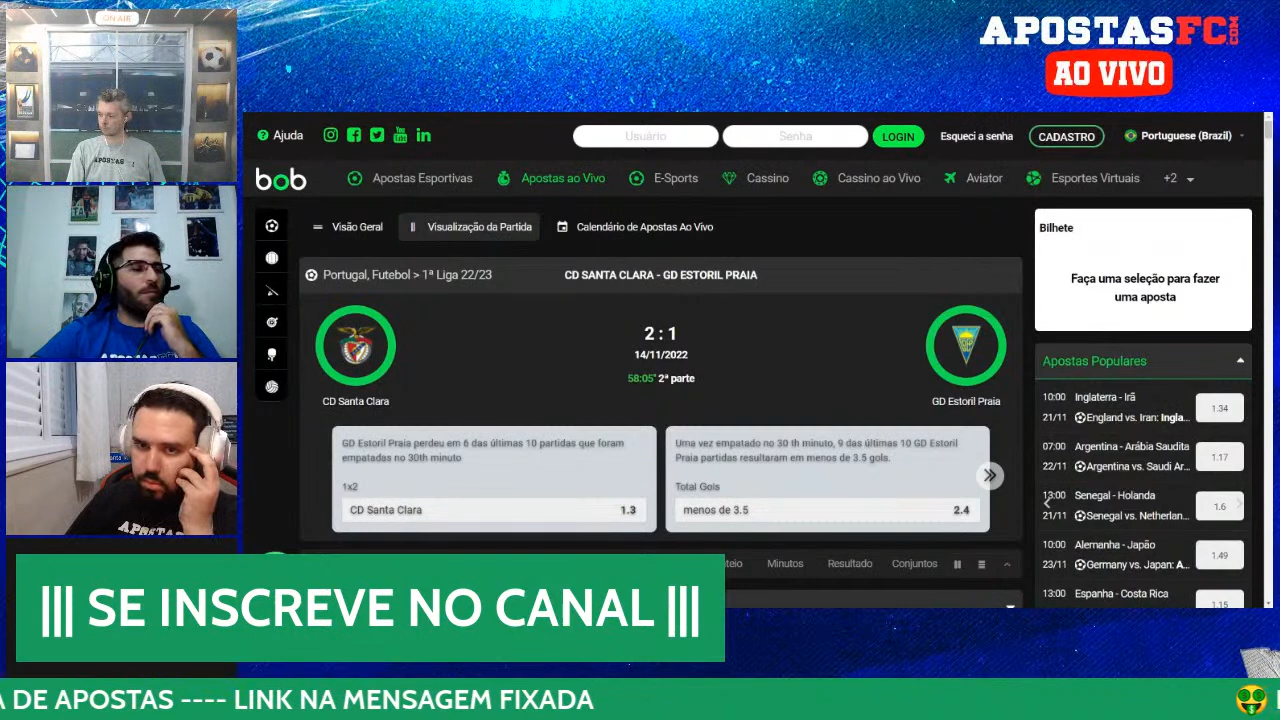 ON AIR
APOSTAS
APOSTAS
APOSTASFC.COM
AO VIVO
Ajuda
Usuário
Senha
LOGIN
Esqueci a senha
CADASTRO
Portuguese (Brazil)
bob
Apostas Esportivas
Apostas ao Vivo
E-Sports
Cassino
Cassino ao Vivo
Aviator
Esportes Virtuais
+2
Visão Geral
Visualização da Partida
Calendário de Apostas Ao Vivo
Bilhete
Faça uma seleção para fazer
uma aposta
Portugal, Futebol > 1ª Liga 22/23
CD SANTA CLARA - GD ESTORIL PRAIA
2 : 1
14/11/2022
58:05" 2ª parte
CD Santa Clara
GD Estoril Praia
GD Estoril Praia perdeu em 6 das últimas 10 partidas que foram
empatadas no 30th minuto
1x2
CD Santa Clara 1.3
Uma vez empatado no 30 th minuto, 9 das últimas 10 GD Estoril
Praia partidas resultaram em menos de 3.5 gols.
Total Gols
menos de 3.5 2.4
Minutos
Resultado
Conjuntos
Apostas Populares
10:00 Inglaterra - Irã
21/11 England vs. Iran: Ingla... 1.34
07:00 Argentina - Arábia Saudita
22/11 Argentina vs. Saudi Ar... 1.17
13:00 Senegal - Holanda
21/11 Senegal vs. Netherlan... 1.6
10:00 Alemanha - Japão
23/11 Germany vs. Japan: A... 1.49
13:00 Espanha - Costa Rica
1.15
||| SE INSCREVE NO CANAL |||
A DE APOSTAS ---- LINK NA MENSAGEM FIXADA